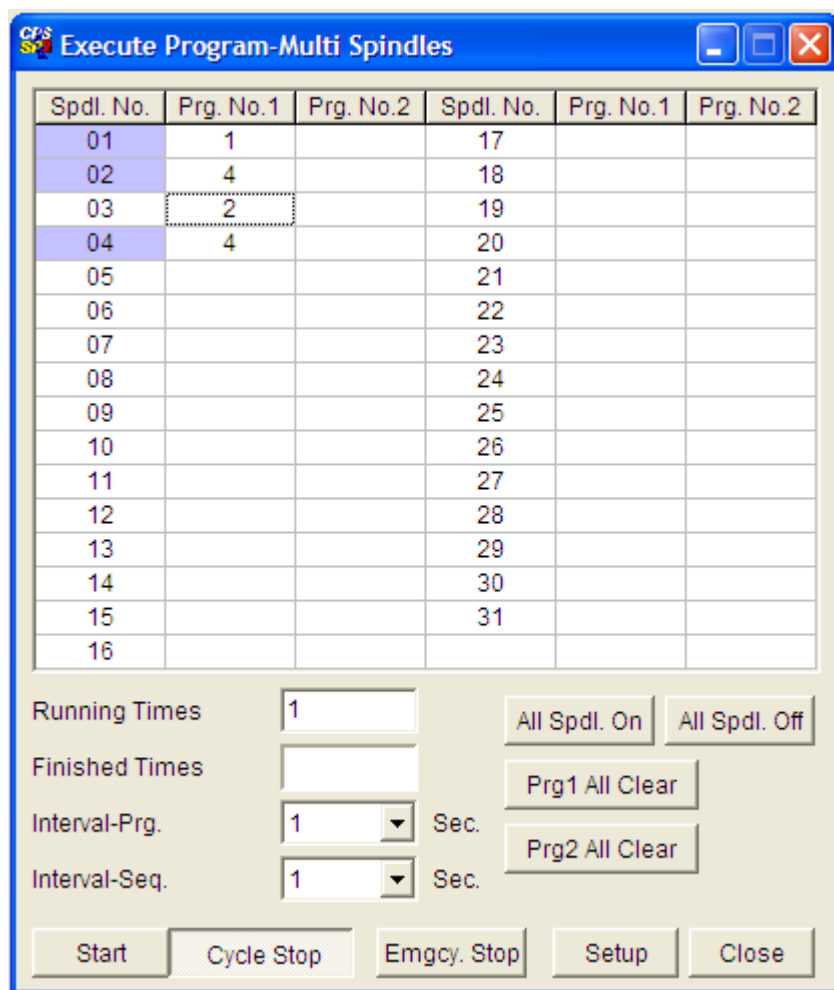 CPS SP Execute Program-Multi Spindles
Spdl. No. Prg. No.1 Prg. No.2 Spdl. No. Prg. No.1 Prg. No.2
01 1 17
02 4 18
03 2 19
04 4 20
05 21
06 22
07 23
08 24
09 25
10 26
11 27
12 28
13 29
14 30
15 31
16
Running Times 1 All Spdl. On All Spdl. Off
Finished Times Prg1 All Clear
Interval-Prg. 1 Sec.
Prg2 All Clear
Interval-Seq. 1 Sec.
Start Cycle Stop Emgcy. Stop Setup Close